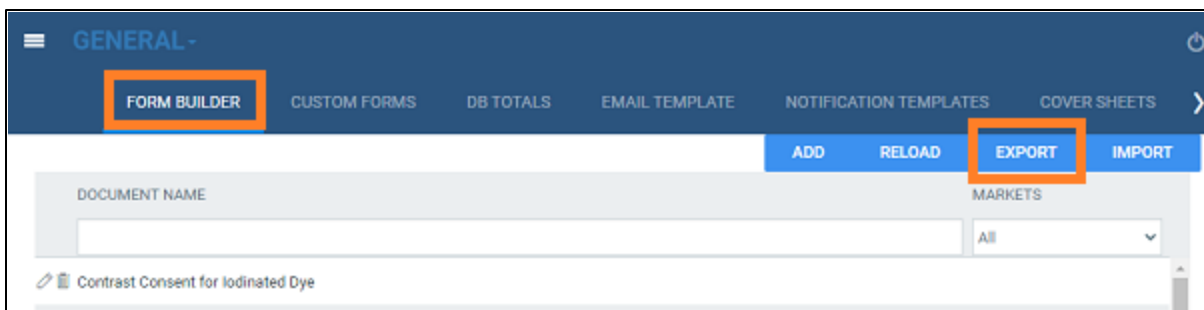 GENERAL
FORM BUILDER CUSTOM FORMS DB TOTALS EMAIL TEMPLATE NOTIFICATION TEMPLATES COVER SHEETS
ADD RELOAD EXPORT IMPORT
DOCUMENT NAME MARKETS
All
Contrast Consent for Iodinated Dye